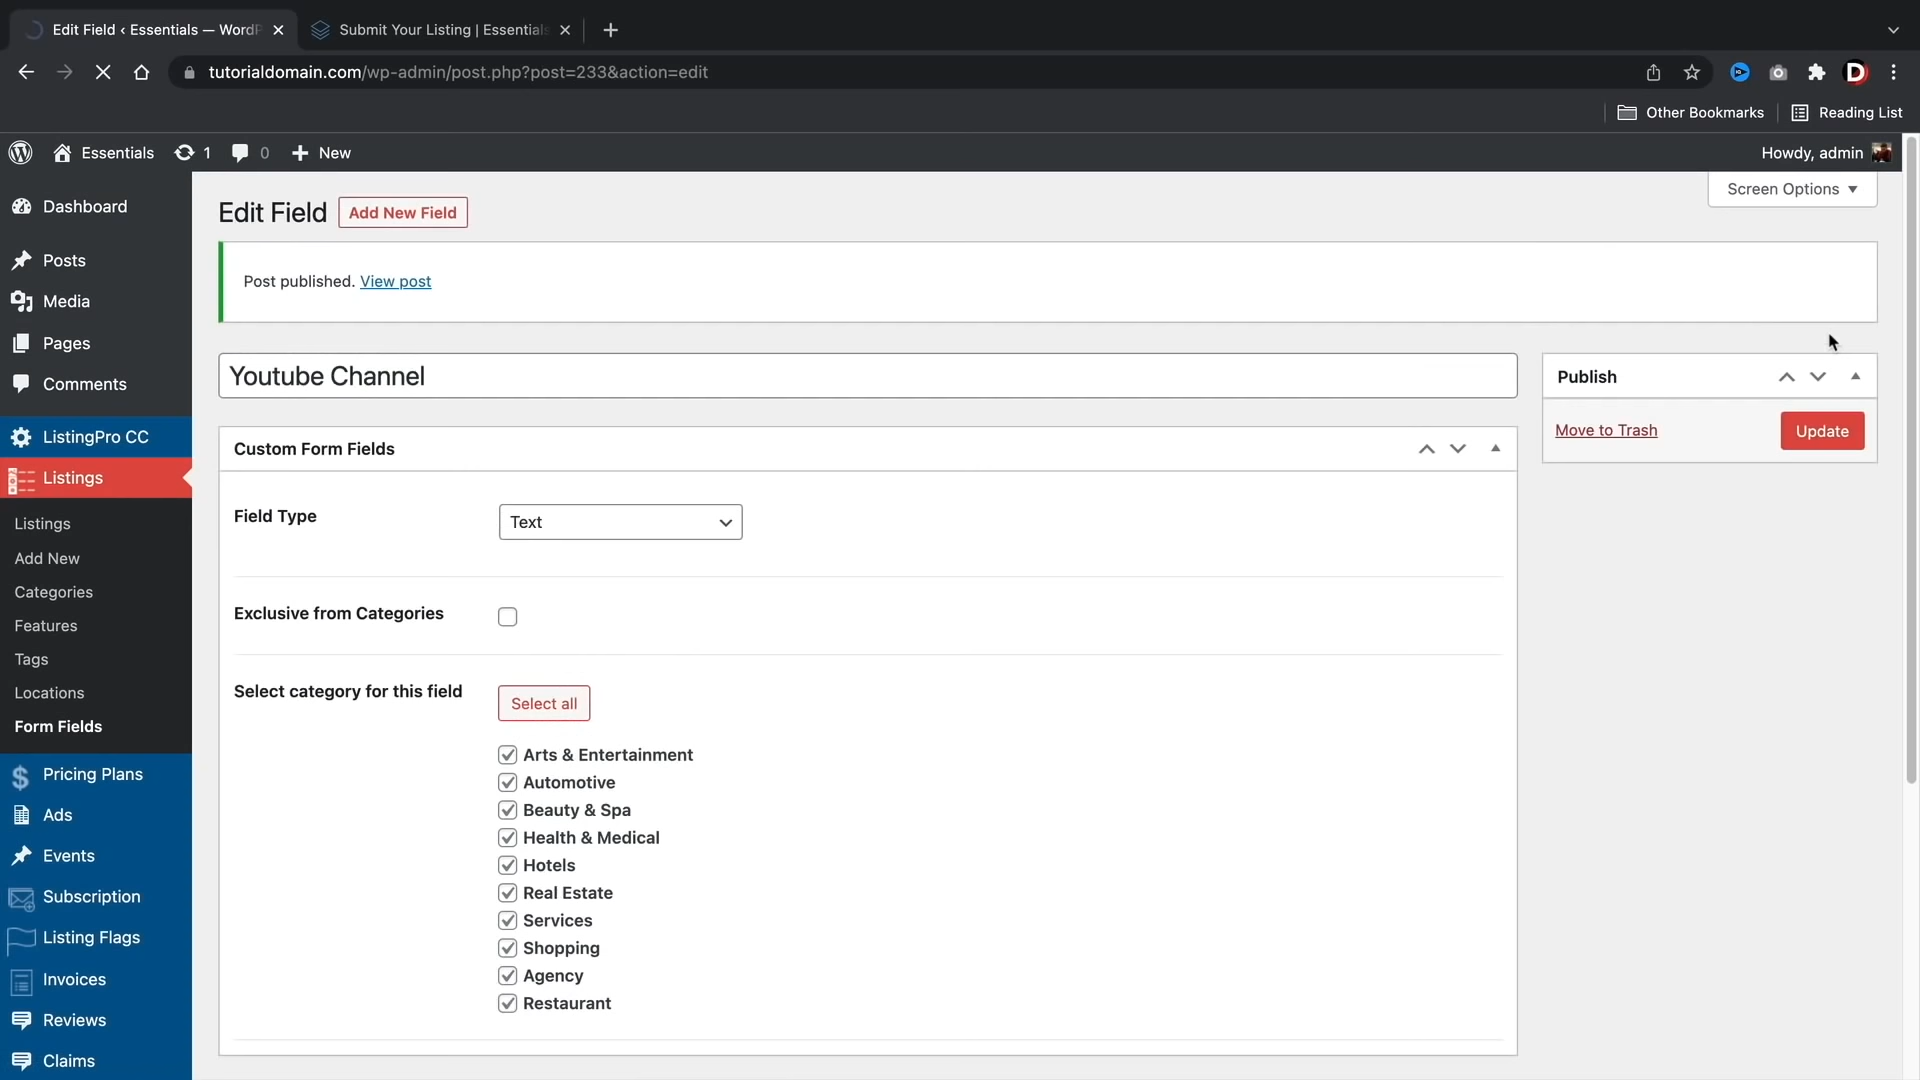 Edit Field ‹ Essentials — WordP
Submit Your Listing | Essentials
tutorialdomain.com/wp-admin/post.php?post=233&action=edit
Other Bookmarks
Reading List
Essentials
1
0
New
Howdy, admin
Screen Options
Dashboard
Posts
Media
Pages
Comments
ListingPro CC
Listings
Listings
Add New
Categories
Features
Tags
Locations
Form Fields
Pricing Plans
Ads
Events
Subscription
Listing Flags
Invoices
Reviews
Claims
Edit Field
Add New Field
Post published. View post
Youtube Channel
Custom Form Fields
Field Type
Text
Exclusive from Categories
Select category for this field
Select all
Arts & Entertainment
Automotive
Beauty & Spa
Health & Medical
Hotels
Real Estate
Services
Shopping
Agency
Restaurant
Publish
Move to Trash
Update